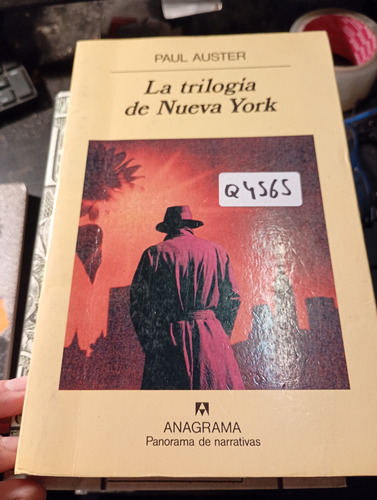 PAUL AUSTER
La trilogía
de Nueva York
Q4565
ANAGRAMA
Panorama de narrativas